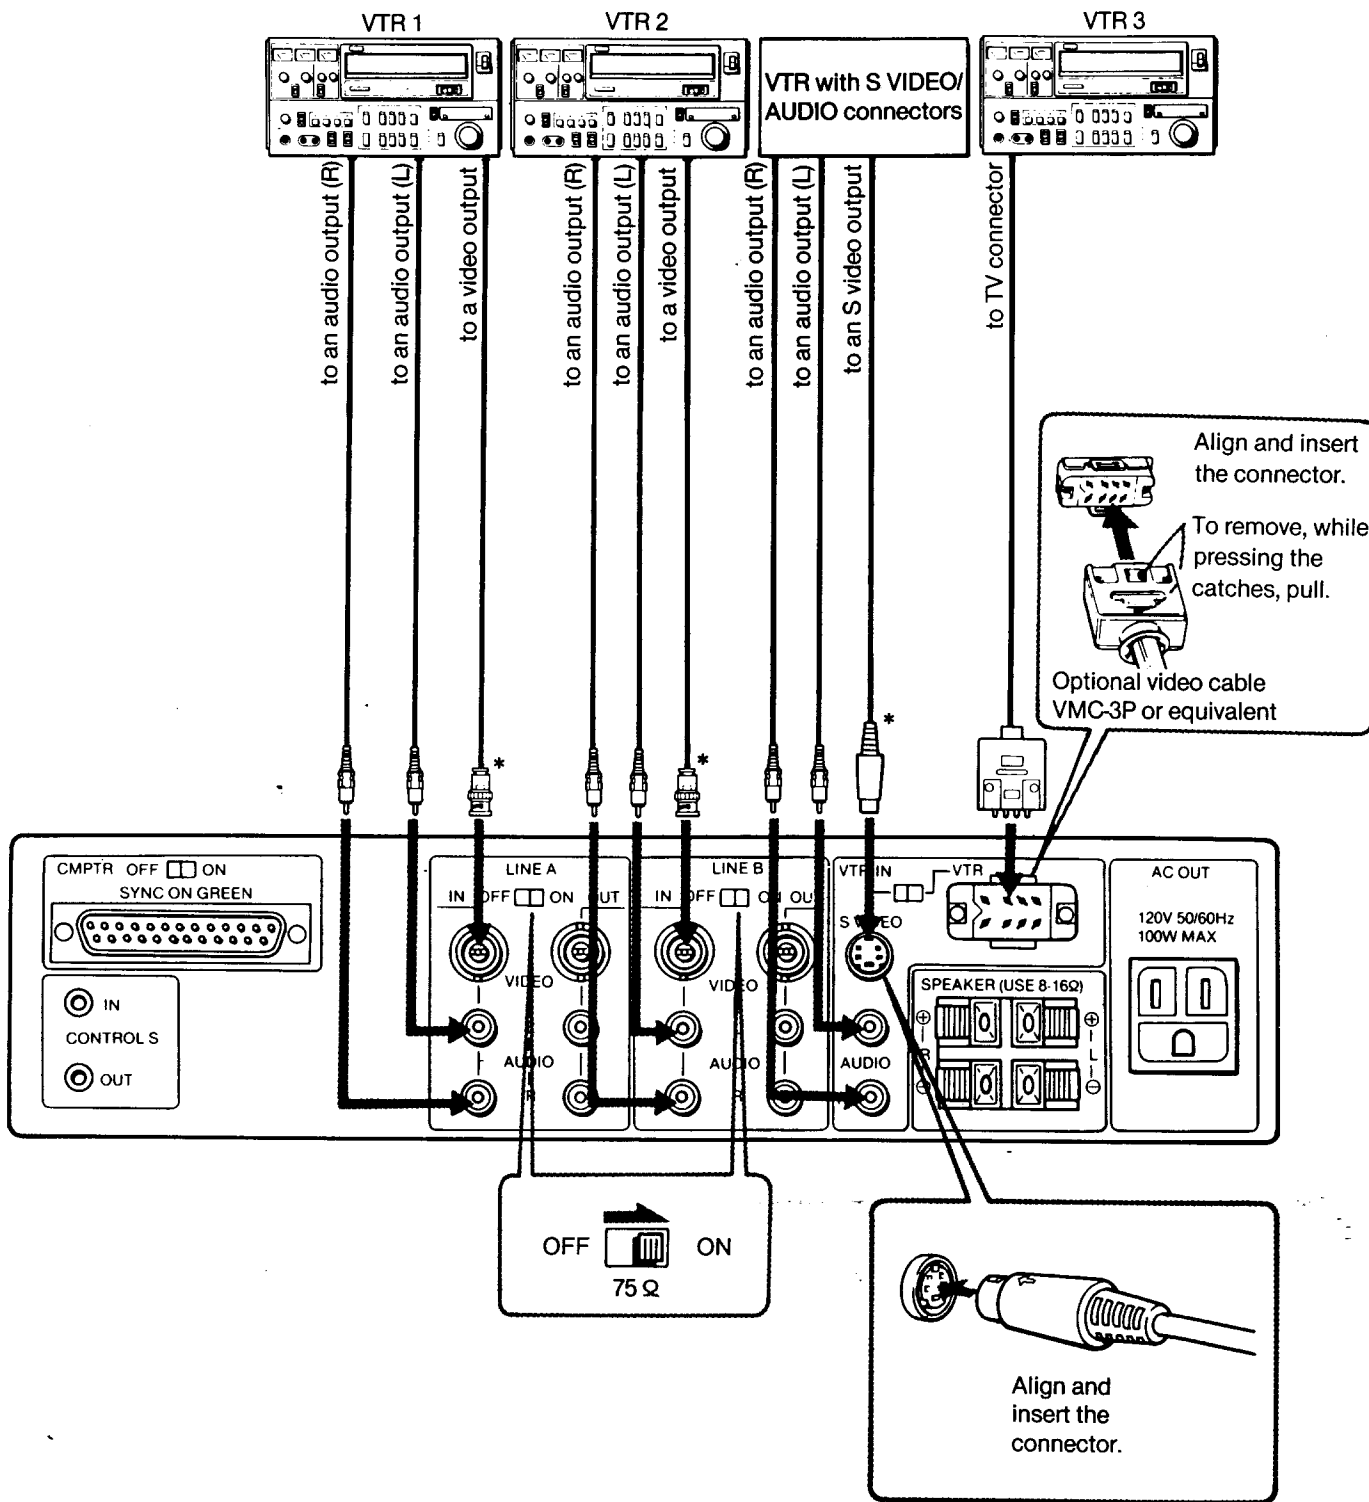 VTR 1
VTR 2
VTR with S VIDEO/
AUDIO connectors
VTR 3
to an audio output (R)
to an audio output (L)
to a video output
to an audio output (R)
to an audio output (L)
to a video output
to an audio output (R)
to an audio output (L)
to an S video output
to TV connector
Align and insert
the connector.
To remove, while
pressing the
catches, pull.
Optional video cable
VMC-3P or equivalent
*
*
*
CMPTR OFF ON
SYNC ON GREEN
IN
CONTROL S
OUT
LINE A
IN OFF ON OUT
VIDEO
AUDIO
R
LINE B
IN OFF ON OUT
VIDEO
AUDIO
R
VTR IN
VTR
S VIDEO
AUDIO
SPEAKER (USE 8-16Ω)
⊕ ⊕
R L
⊖ ⊖
AC OUT
120V 50/60Hz
100W MAX
OFF ON
75 Ω
Align and
insert the
connector.